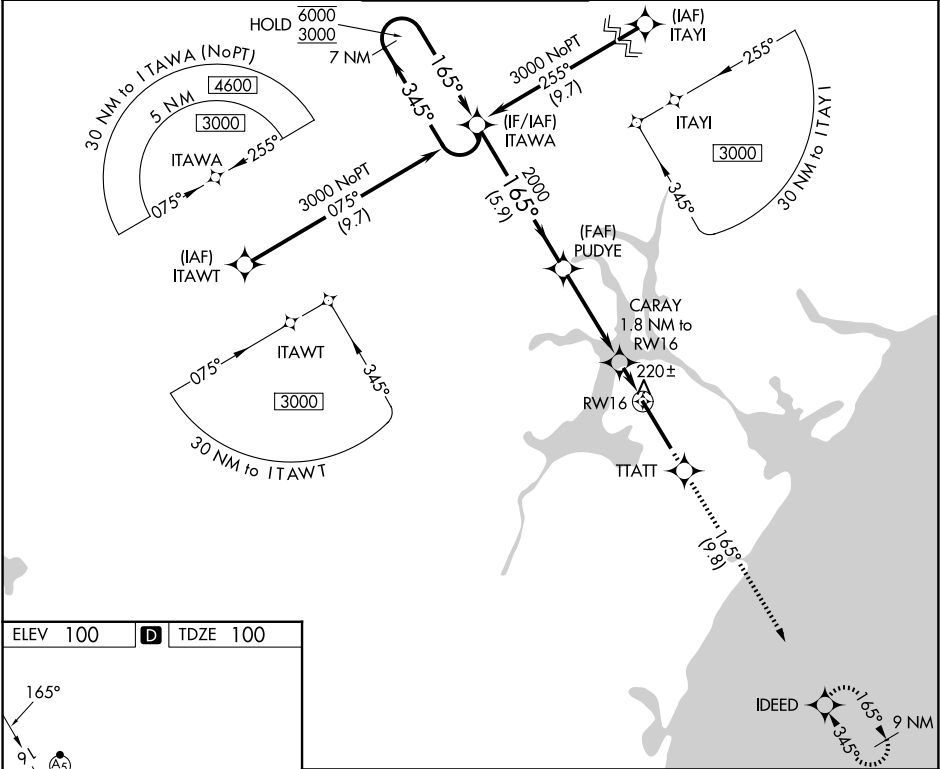 HOLD
6000
3000
7 NM
165°
345°
(IAF)
ITAYI
3000 NoPT
255°
(9.7)
(IF/IAF)
ITAWA
30 NM to ITAWA (NoPT)
4600
5 NM
3000
ITAWA
255°
075°
255°
ITAYI
3000
345°
30 NM to ITAYI
3000 NoPT
075°
(9.7)
(IAF)
ITAWT
2000
165°
(5.9)
(FAF)
PUDYE
CARAY
1.8 NM to
RW16
220±
RW16
075°
ITAWT
345°
3000
30 NM to ITAWT
TTATT
165°
(9.8)
IDEED
165°
345°
9 NM
ELEV 100
D
TDZE 100
165°
16
A5